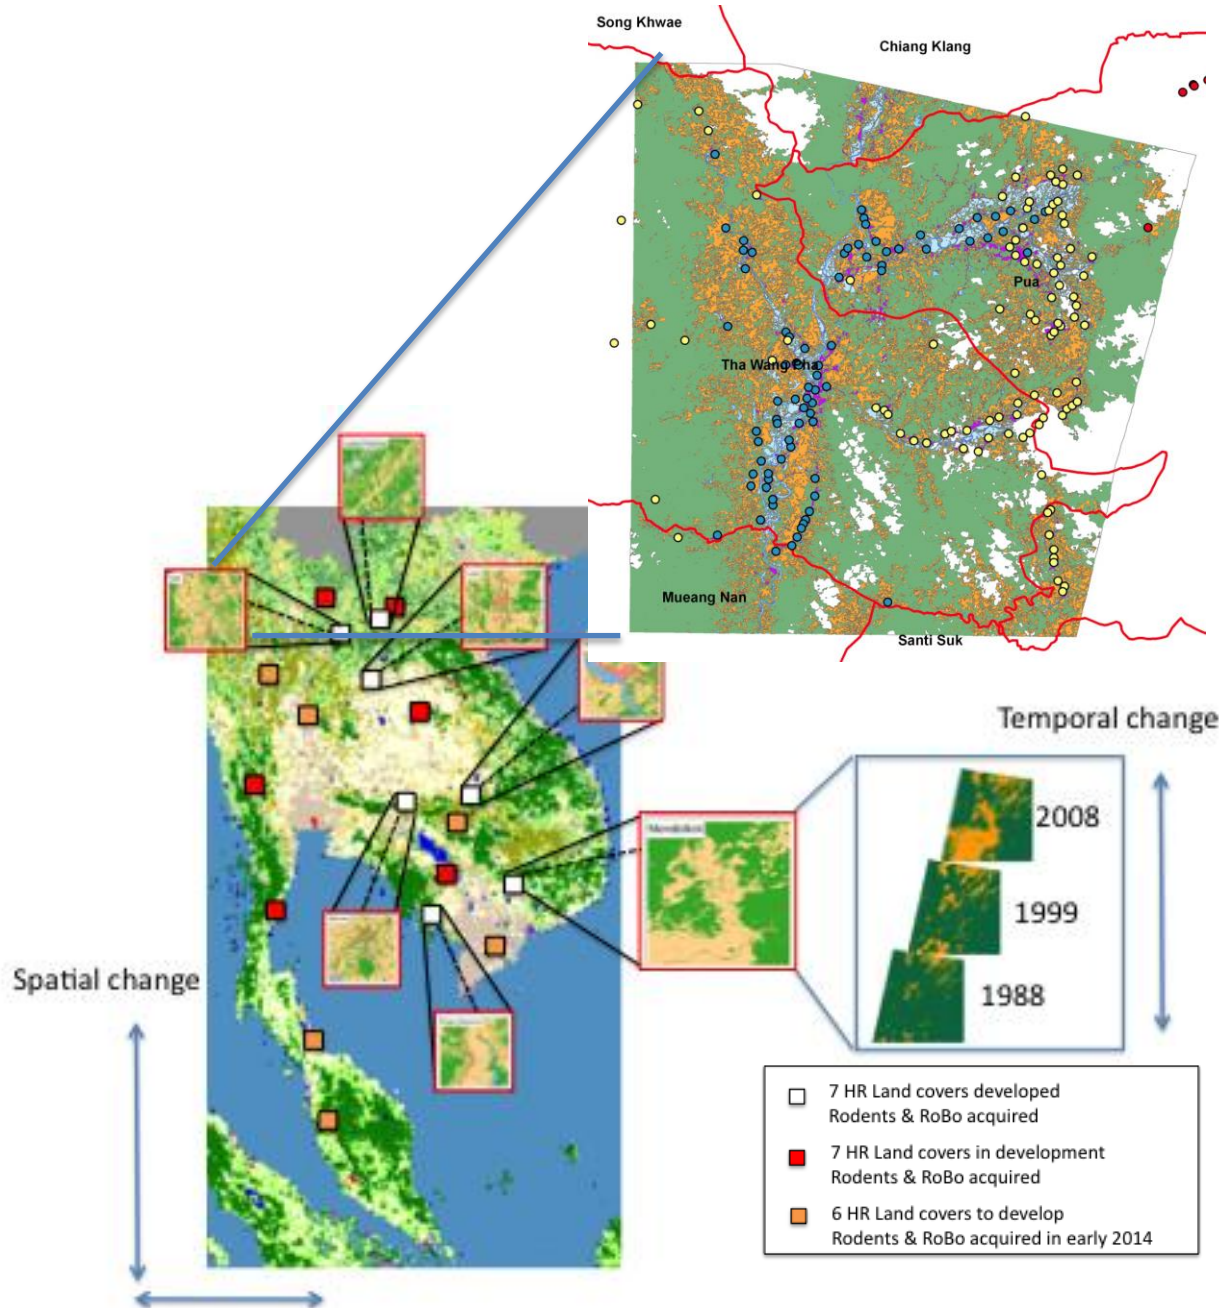 Song Khwae
Chiang Klang
Pua
Tha Wang Pha
Mueang Nan
Santi Suk
Temporal change
2008
1999
1988
Spatial change
7 HR Land covers developed
Rodents & RoBo acquired
7 HR Land covers in development
Rodents & RoBo acquired
6 HR Land covers to develop
Rodents & RoBo acquired in early 2014